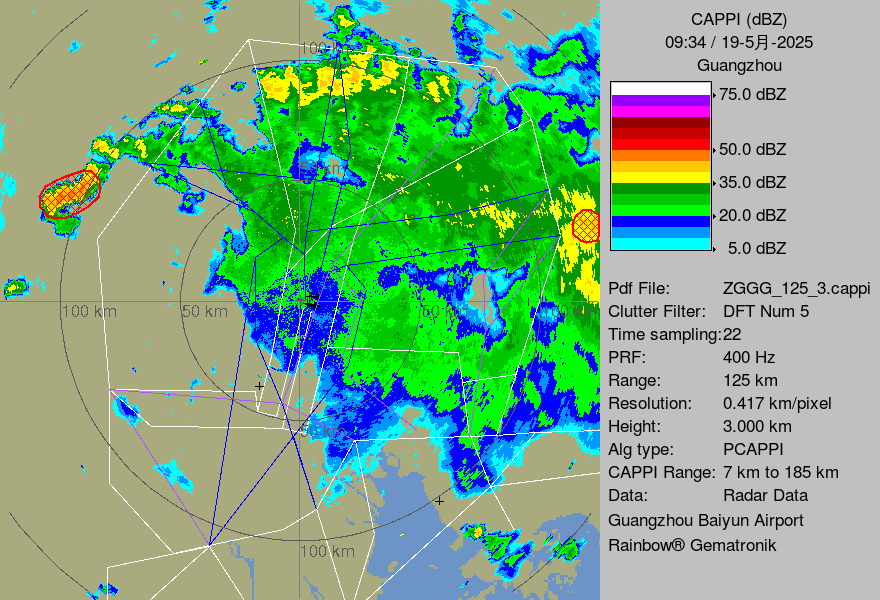 CAPPI (dBZ)
09:34 / 19-5月-2025
Guangzhou
75.0 dBZ
50.0 dBZ
35.0 dBZ
20.0 dBZ
5.0 dBZ
Pdf File: ZGGG_125_3.cappi
Clutter Filter: DFT Num 5
Time sampling:22
PRF: 400 Hz
Range: 125 km
Resolution: 0.417 km/pixel
Height: 3.000 km
Alg type: PCAPPI
CAPPI Range: 7 km to 185 km
Data: Radar Data
Guangzhou Baiyun Airport
Rainbow® Gematronik
100 km
50 km
100 km
50 km
50 km
100 km
50 km
100 km